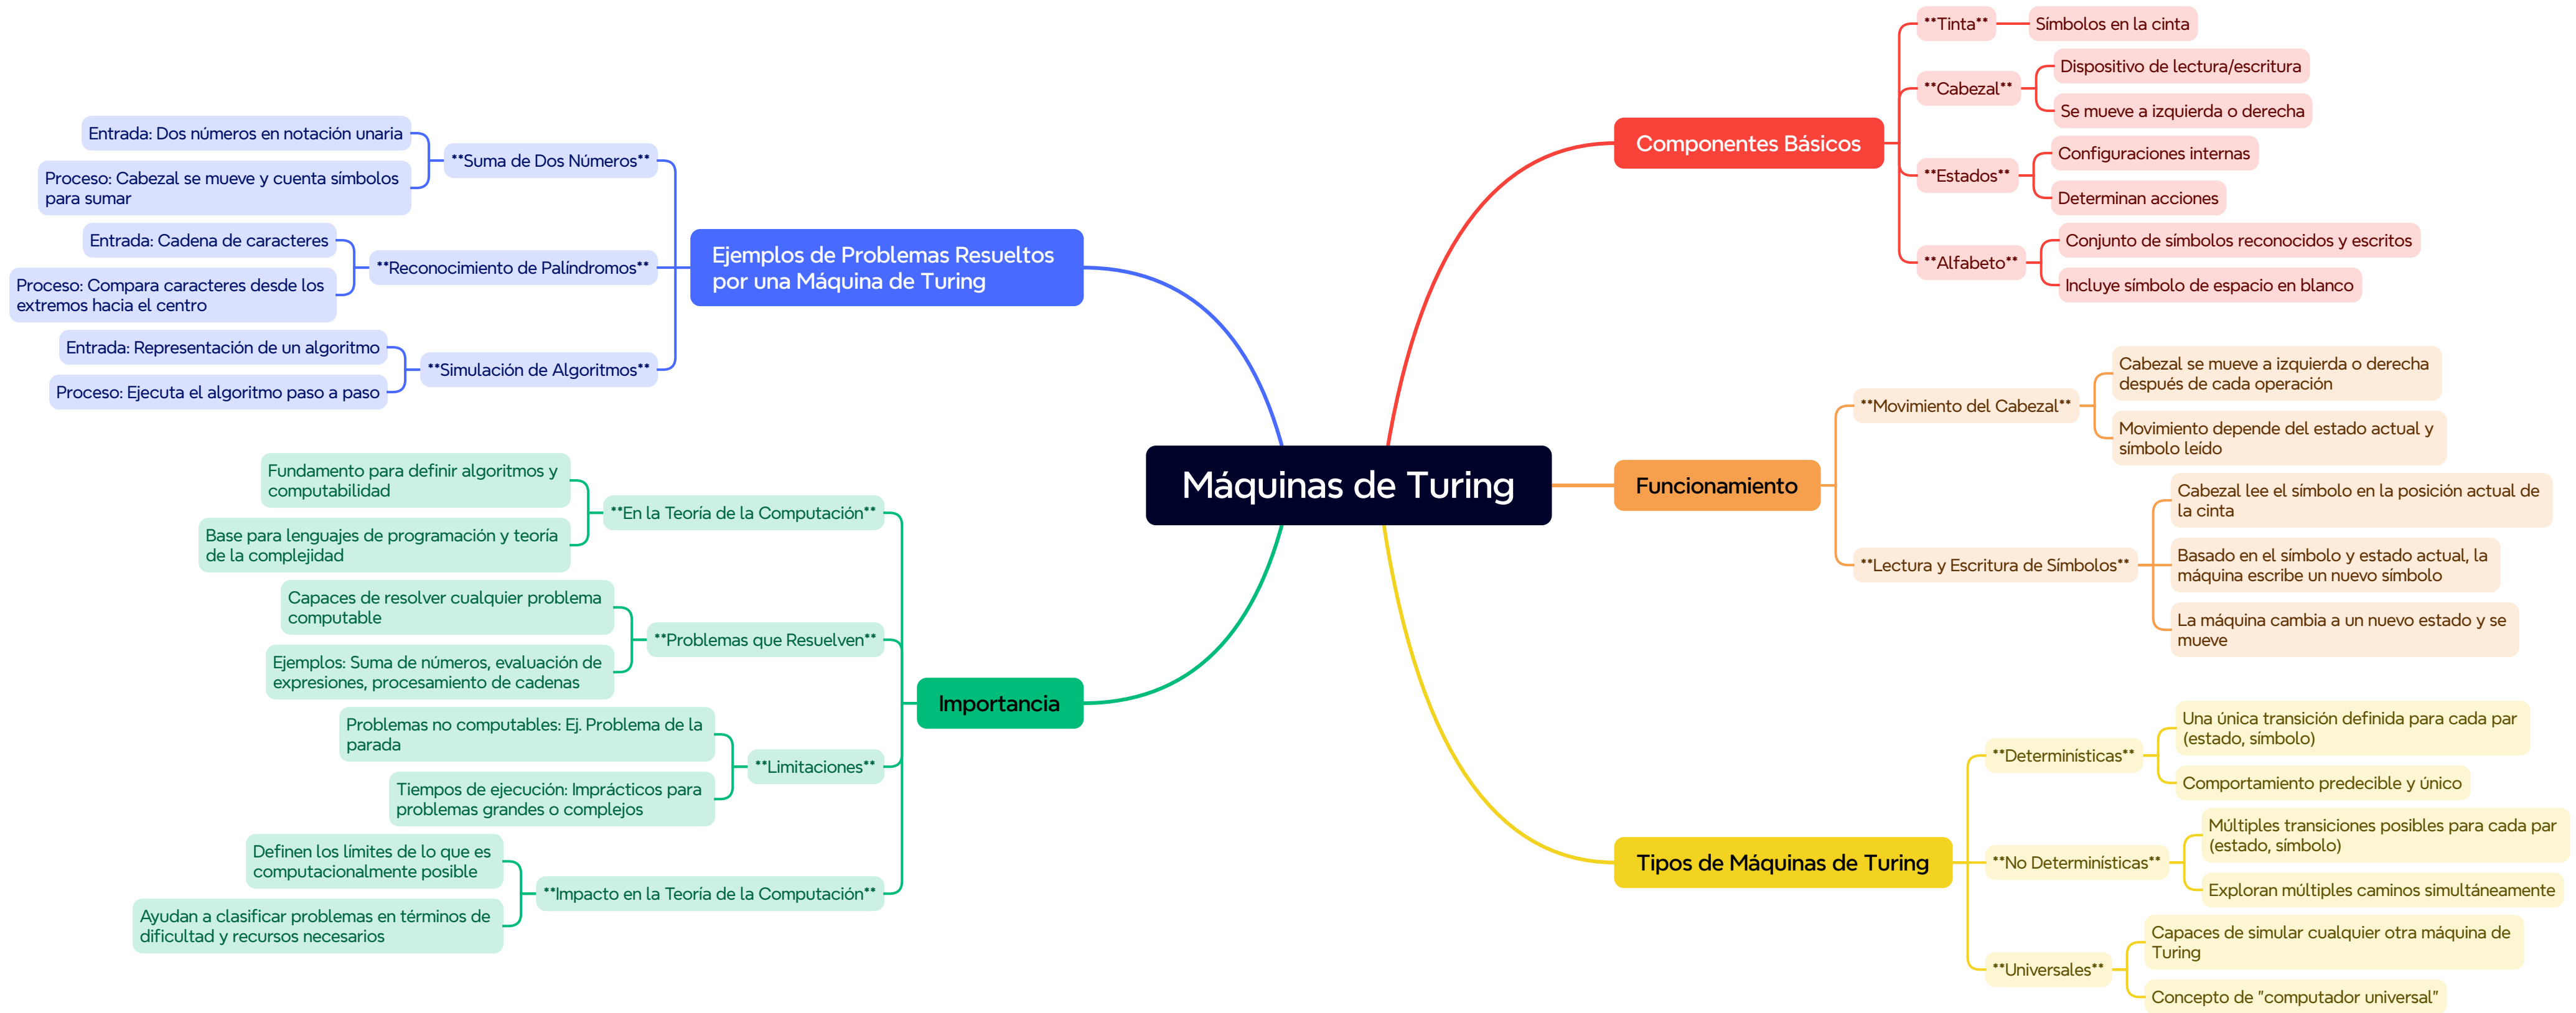 Máquinas de Turing
Componentes Básicos
**Tinta**
Símbolos en la cinta
**Cabezal**
Dispositivo de lectura/escritura
Se mueve a izquierda o derecha
**Estados**
Configuraciones internas
Determinan acciones
**Alfabeto**
Conjunto de símbolos reconocidos y escritos
Incluye símbolo de espacio en blanco
Funcionamiento
**Movimiento del Cabezal**
Cabezal se mueve a izquierda o derecha
después de cada operación
Movimiento depende del estado actual y
símbolo leído
**Lectura y Escritura de Símbolos**
Cabezal lee el símbolo en la posición actual de
la cinta
Basado en el símbolo y estado actual, la
máquina escribe un nuevo símbolo
La máquina cambia a un nuevo estado y se
mueve
Tipos de Máquinas de Turing
**Determinísticas**
Una única transición definida para cada par
(estado, símbolo)
Comportamiento predecible y único
**No Determinísticas**
Múltiples transiciones posibles para cada par
(estado, símbolo)
Exploran múltiples caminos simultáneamente
**Universales**
Capaces de simular cualquier otra máquina de
Turing
Concepto de "computador universal"
Ejemplos de Problemas Resueltos
por una Máquina de Turing
**Suma de Dos Números**
Entrada: Dos números en notación unaria
Proceso: Cabezal se mueve y cuenta símbolos
para sumar
**Reconocimiento de Palíndromos**
Entrada: Cadena de caracteres
Proceso: Compara caracteres desde los
extremos hacia el centro
**Simulación de Algoritmos**
Entrada: Representación de un algoritmo
Proceso: Ejecuta el algoritmo paso a paso
Importancia
**En la Teoría de la Computación**
Fundamento para definir algoritmos y
computabilidad
Base para lenguajes de programación y teoría
de la complejidad
**Problemas que Resuelven**
Capaces de resolver cualquier problema
computable
Ejemplos: Suma de números, evaluación de
expresiones, procesamiento de cadenas
**Limitaciones**
Problemas no computables: Ej. Problema de la
parada
Tiempos de ejecución: Imprácticos para
problemas grandes o complejos
**Impacto en la Teoría de la Computación**
Definen los límites de lo que es
computacionalmente posible
Ayudan a clasificar problemas en términos de
dificultad y recursos necesarios